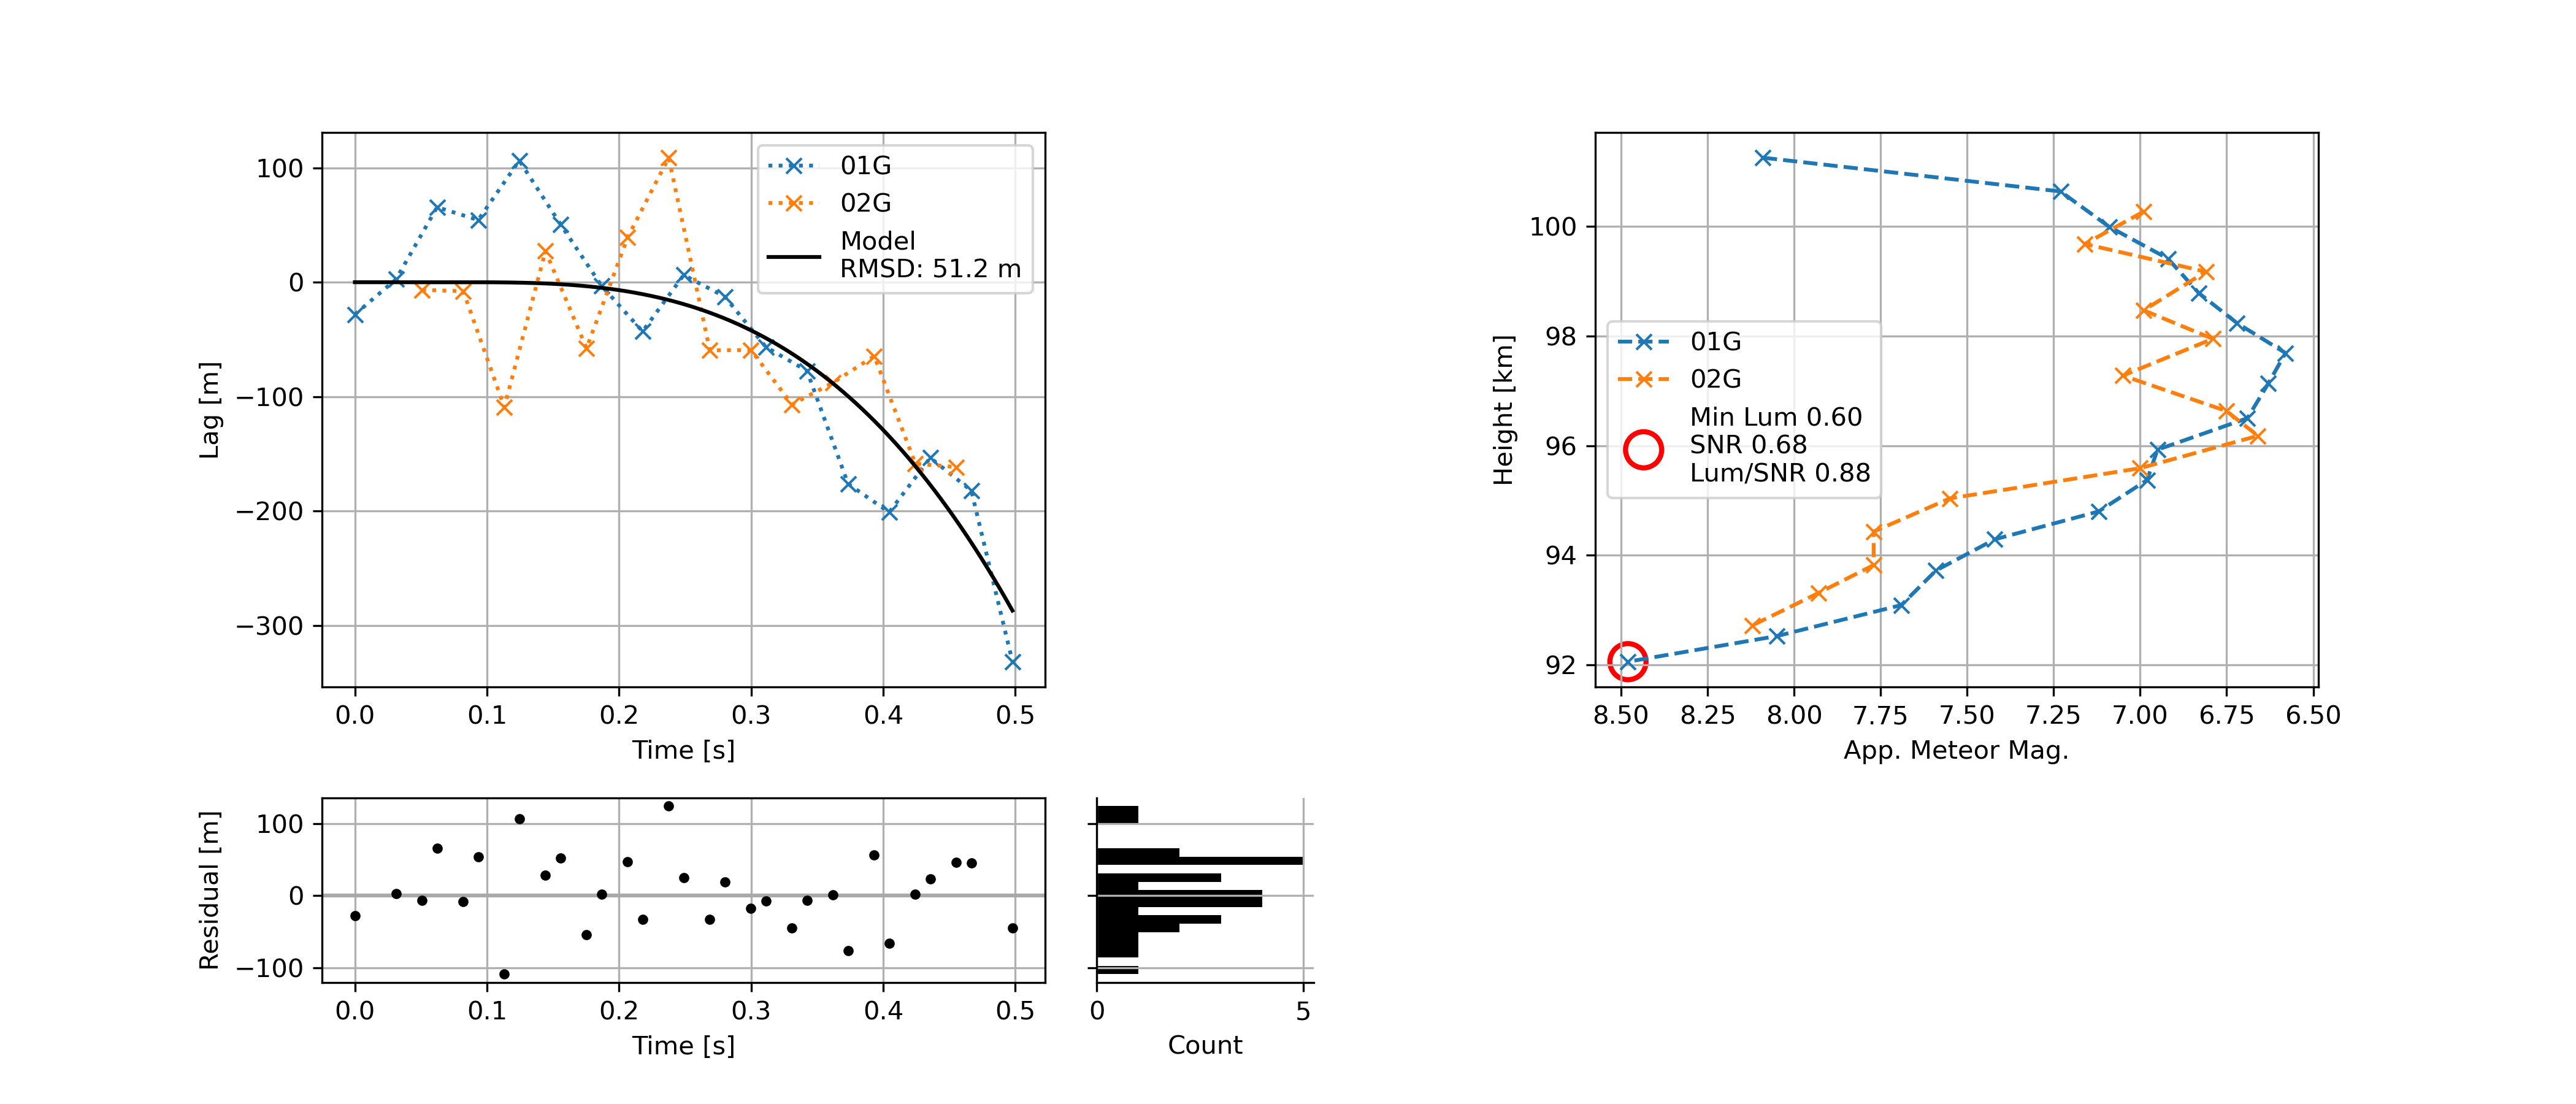 100
0
−100
−200
−300
Lag [m]
0.0 0.1 0.2 0.3 0.4 0.5
Time [s]
01G
02G
Model
RMSD: 51.2 m
100
0
−100
Residual [m]
0.0 0.1 0.2 0.3 0.4 0.5
Time [s]
0 5
Count
100
98
96
94
92
Height [km]
01G
02G
Min Lum 0.60
SNR 0.68
Lum/SNR 0.88
8.50 8.25 8.00 7.75 7.50 7.25 7.00 6.75 6.50
App. Meteor Mag.